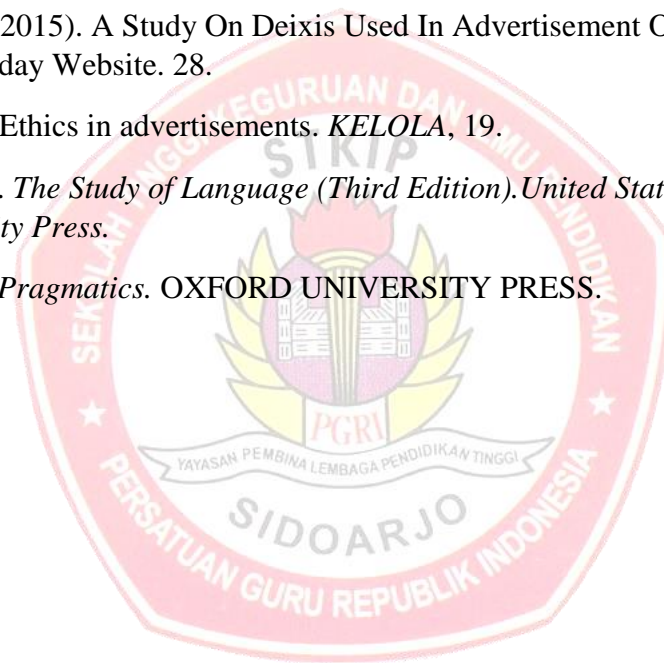 2015). A Study On Deixis Used In Advertisement O
day Website. 28.
Ethics in advertisements. KELOLA, 19.
. The Study of Language (Third Edition).United Stat
ty Press.
Pragmatics. OXFORD UNIVERSITY PRESS.
SEKOLAH TINGGI KEGURUAN DAN ILMU PENDIDIKAN
STKIP
PGRI
YAYASAN PEMBINA LEMBAGA PENDIDIKAN TINGGI
SIDOARJO
PERSATUAN GURU REPUBLIK INDONESIA